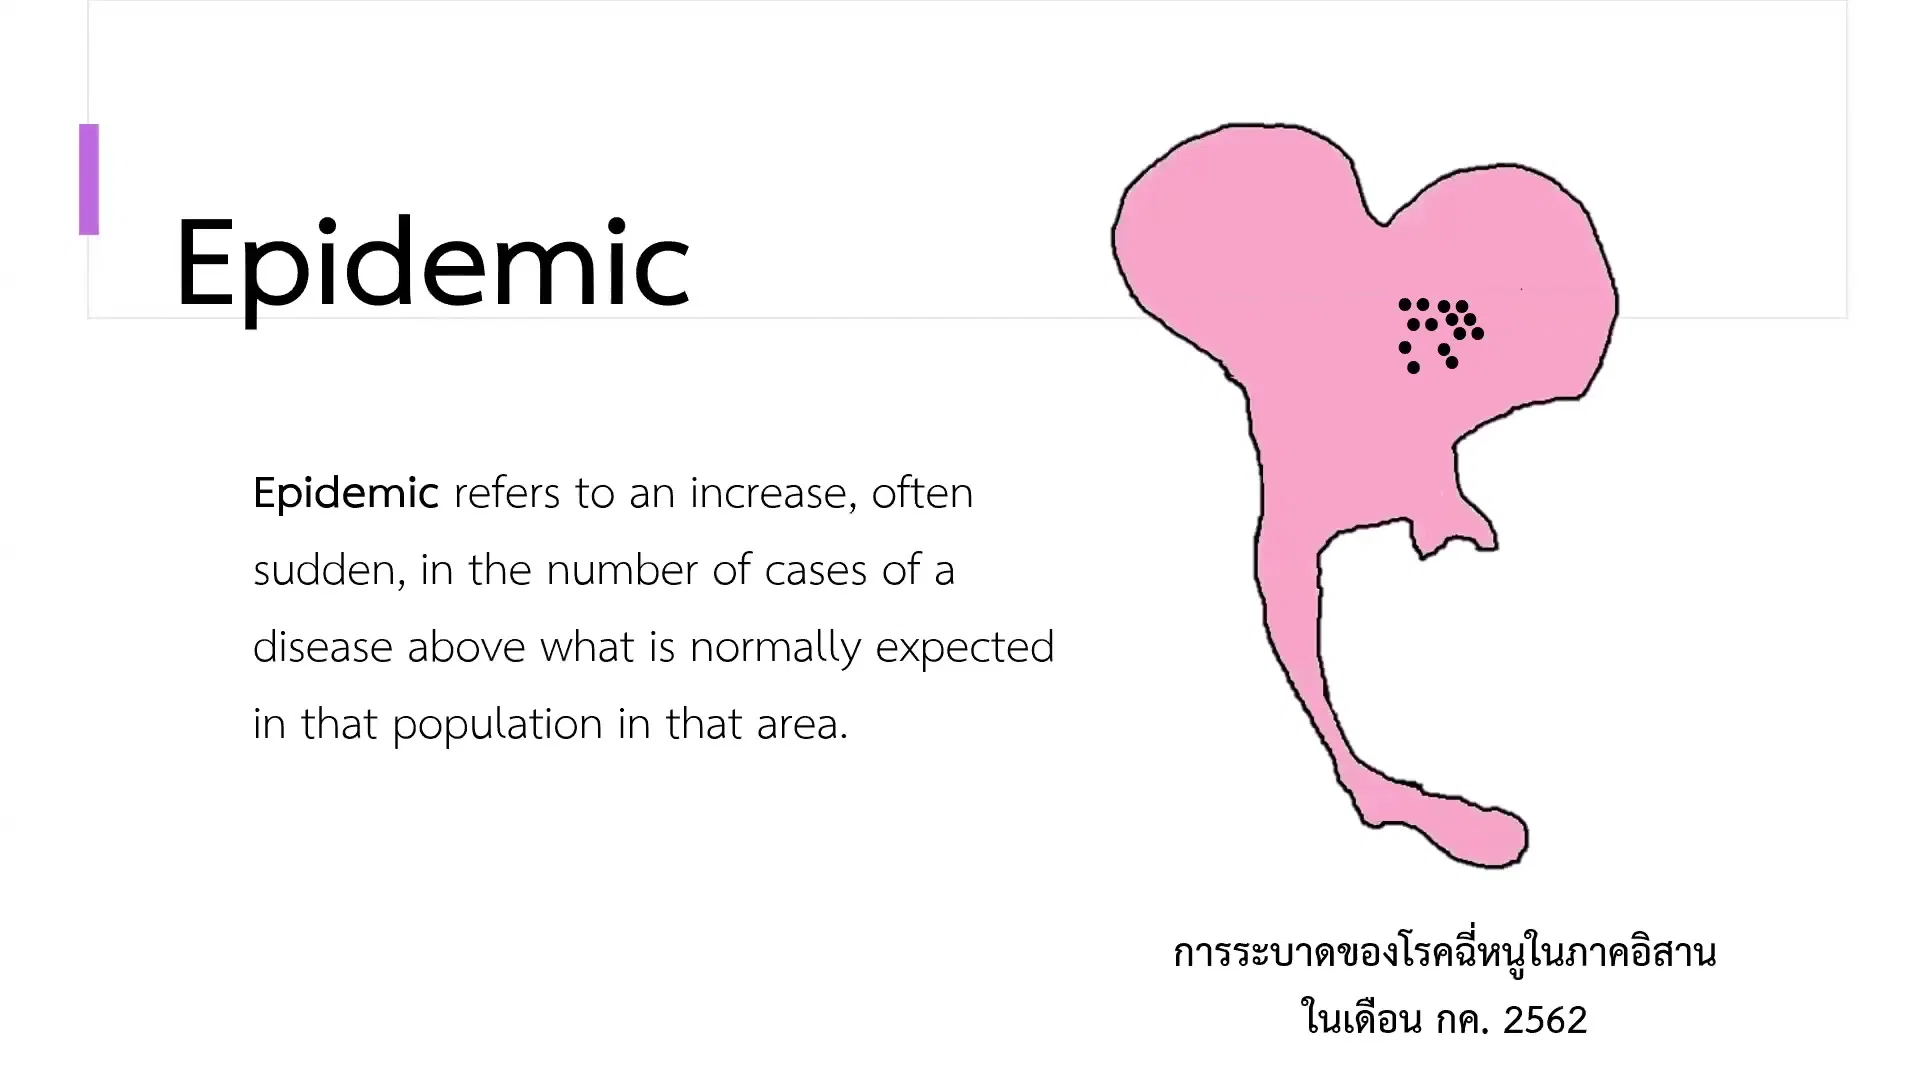 Epidemic
Epidemic refers to an increase, often
sudden, in the number of cases of a
disease above what is normally expected
in that population in that area.
การระบาดของโรคฉี่หนูในภาคอิสาน
ในเดือน กค. 2562